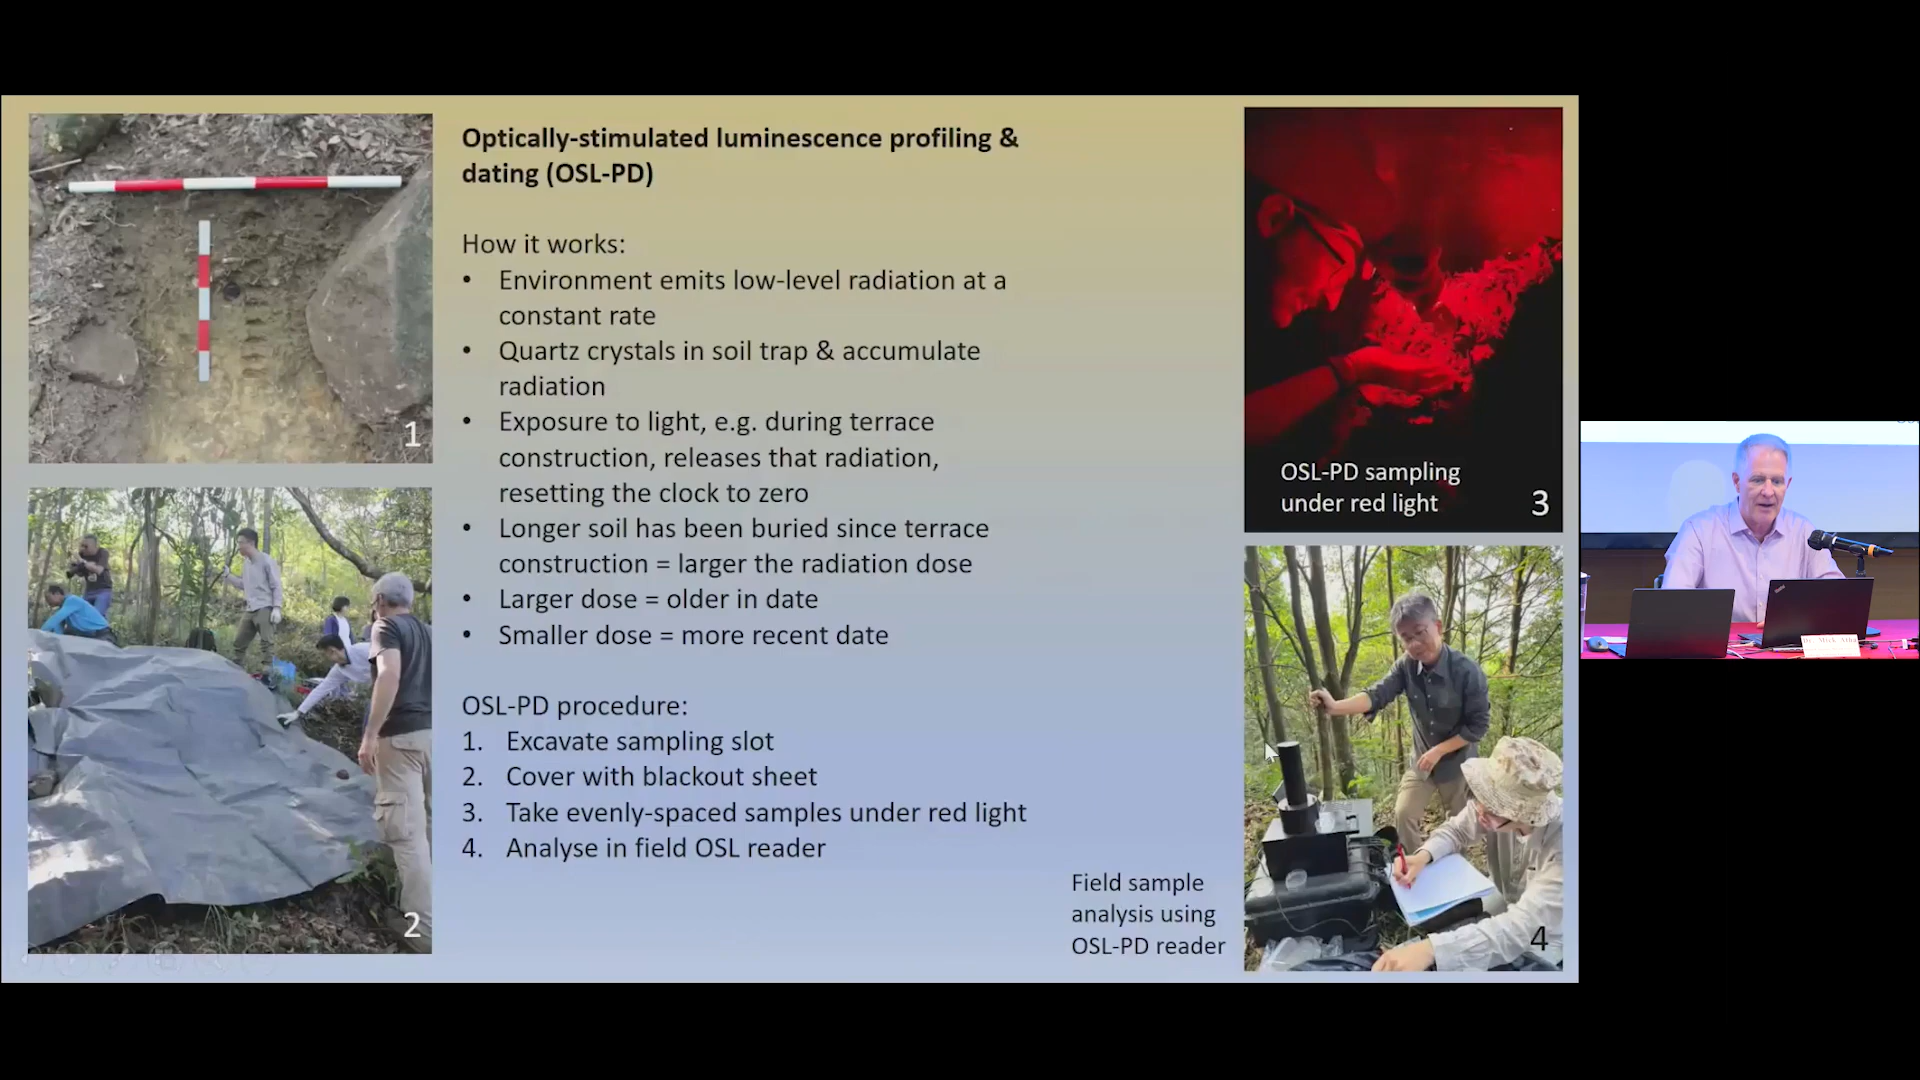 Optically-stimulated luminescence profiling &
dating (OSL-PD)
How it works:
• Environment emits low-level radiation at a
constant rate
• Quartz crystals in soil trap & accumulate
radiation
• Exposure to light, e.g. during terrace
construction, releases that radiation,
resetting the clock to zero
• Longer soil has been buried since terrace
construction = larger the radiation dose
• Larger dose = older in date
• Smaller dose = more recent date
OSL-PD procedure:
1. Excavate sampling slot
2. Cover with blackout sheet
3. Take evenly-spaced samples under red light
4. Analyse in field OSL reader
1
2
OSL-PD sampling
under red light
3
Field sample
analysis using
OSL-PD reader
4